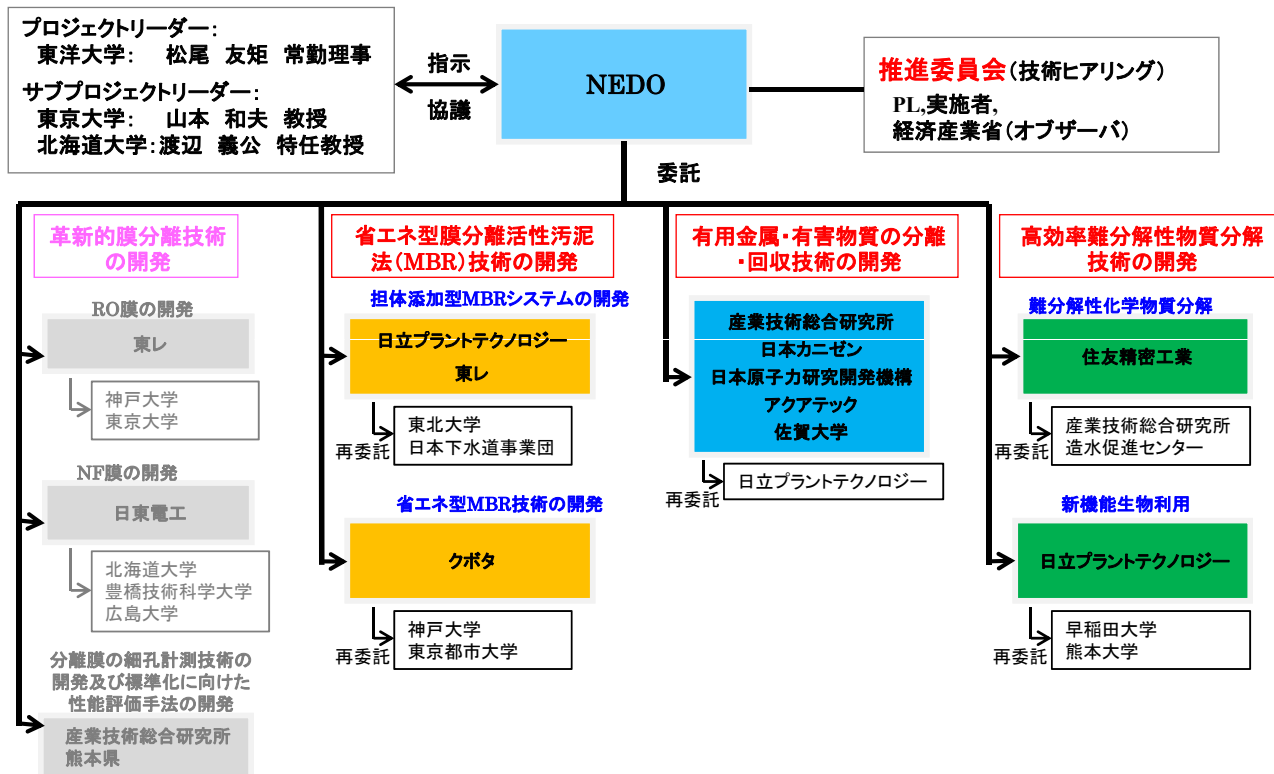 プロジェクトリーダー:
東洋大学: 松尾 友矩 常勤理事
サブプロジェクトリーダー:
東京大学: 山本 和夫 教授
北海道大学:渡辺 義公 特任教授
指示
協議
NEDO
推進委員会(技術ヒアリング)
PL,実施者,
経済産業省(オブザーバ)
委託
革新的膜分離技術
の開発
RO膜の開発
東レ
神戸大学
東京大学
NF膜の開発
日東電工
北海道大学
豊橋技術科学大学
広島大学
分離膜の細孔計測技術の
開発及び標準化に向けた
性能評価手法の開発
産業技術総合研究所
熊本県
省エネ型膜分離活性汚泥
法(MBR)技術の開発
担体添加型MBRシステムの開発
日立プラントテクノロジー
東レ
再委託
東北大学
日本下水道事業団
省エネ型MBR技術の開発
クボタ
再委託
神戸大学
東京都市大学
有用金属・有害物質の分離
・回収技術の開発
産業技術総合研究所
日本カニゼン
日本原子力研究開発機構
アクアテック
佐賀大学
再委託
日立プラントテクノロジー
高効率難分解性物質分解
技術の開発
難分解性化学物質分解
住友精密工業
再委託
産業技術総合研究所
造水促進センター
新機能生物利用
日立プラントテクノロジー
再委託
早稲田大学
熊本大学